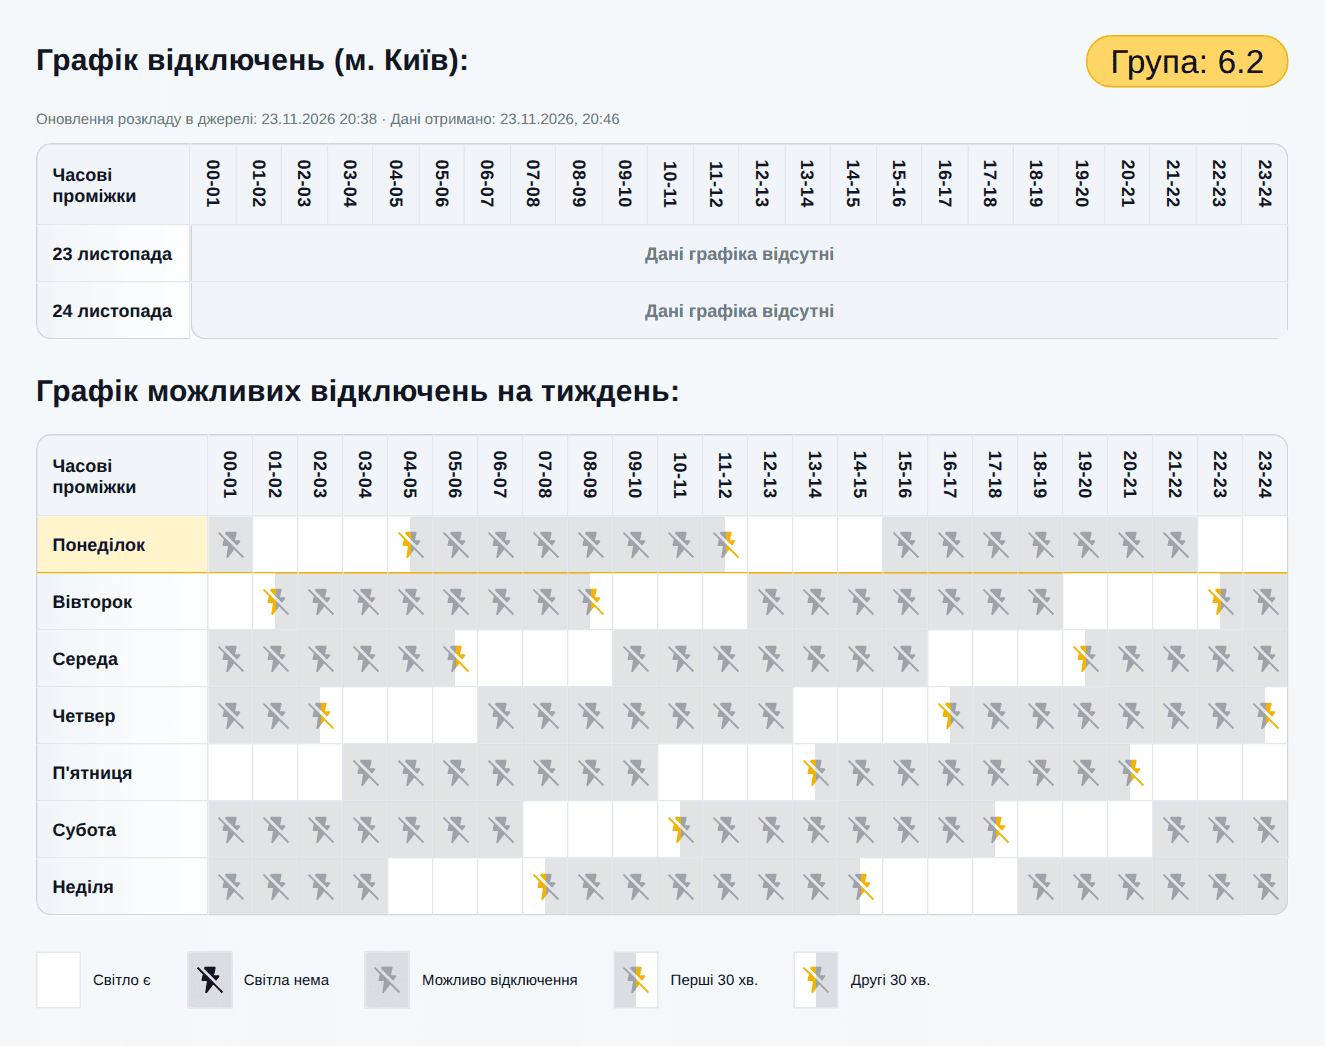 Графік відключень (м. Київ):
Група: 6.2
Оновлення розкладу в джерелі: 23.11.2026 20:38 · Дані отримано: 23.11.2026, 20:46
Часові проміжки 00-01 01-02 02-03 03-04 04-05 05-06 06-07 07-08 08-09 09-10 10-11 11-12 12-13 13-14 14-15 15-16 16-17 17-18 18-19 19-20 20-21 21-22 22-23 23-24
23 листопада Дані графіка відсутні
24 листопада Дані графіка відсутні
Графік можливих відключень на тиждень:
Часові проміжки 00-01 01-02 02-03 03-04 04-05 05-06 06-07 07-08 08-09 09-10 10-11 11-12 12-13 13-14 14-15 15-16 16-17 17-18 18-19 19-20 20-21 21-22 22-23 23-24
Понеділок
Вівторок
Середа
Четвер
П'ятниця
Субота
Неділя
Світло є Світла нема Можливо відключення Перші 30 хв. Другі 30 хв.